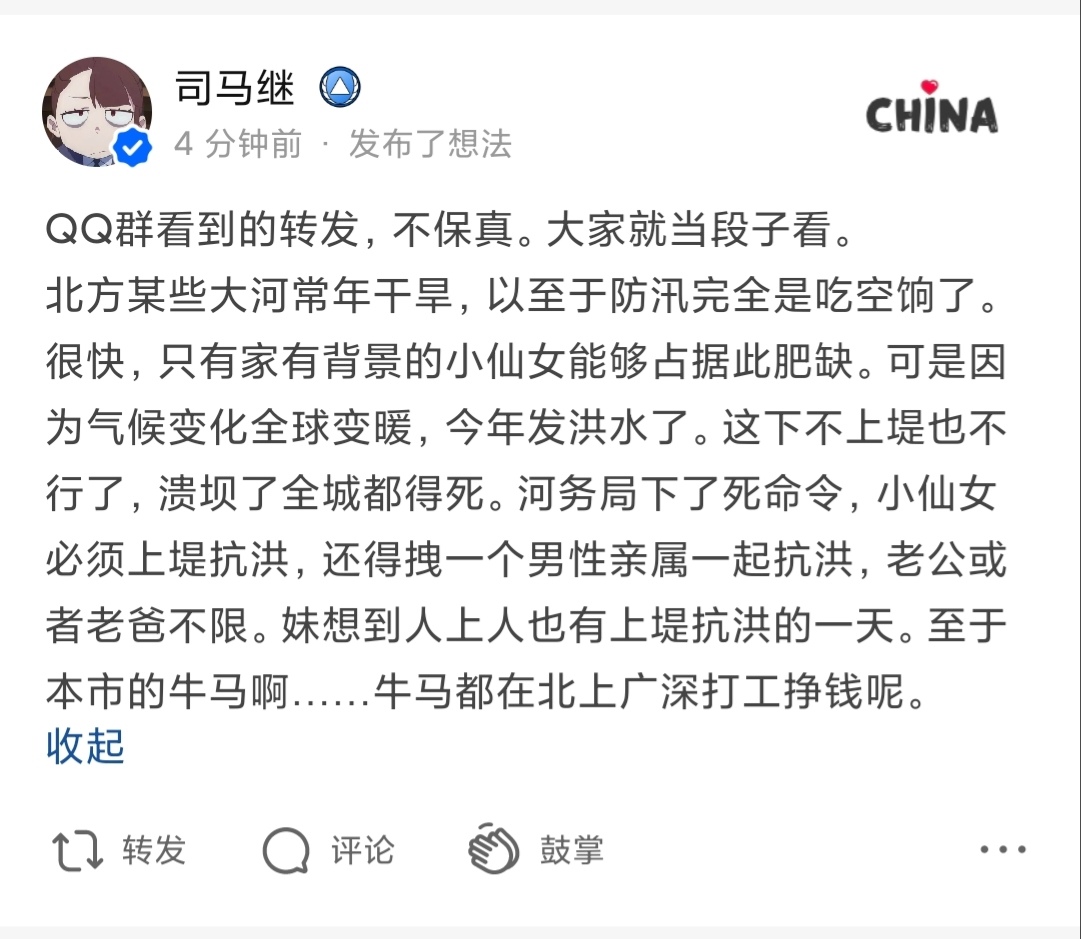 司马继
CHINA
4 分钟前 · 发布了想法
QQ群看到的转发，不保真。大家就当段子看。
北方某些大河常年干旱，以至于防汛完全是吃空饷了。
很快，只有家有背景的小仙女能够占据此肥缺。可是因
为气候变化全球变暖，今年发洪水了。这下不上堤也不
行了，溃坝了全城都得死。河务局下了死命令，小仙女
必须上堤抗洪，还得拽一个男性亲属一起抗洪，老公或
者老爸不限。妹想到人上人也有上堤抗洪的一天。至于
本市的牛马啊……牛马都在北上广深打工挣钱呢。
收起
转发
评论
鼓掌